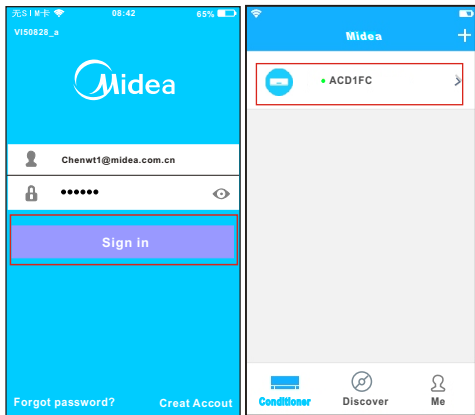 无SIM卡 08:42 65%
VI50828_a
Midea
Chenwt1@midea.com.cn
••••••
Sign in
Forgot password? Creat Accout
Midea +
ACD1FC
Conditioner Discover Me